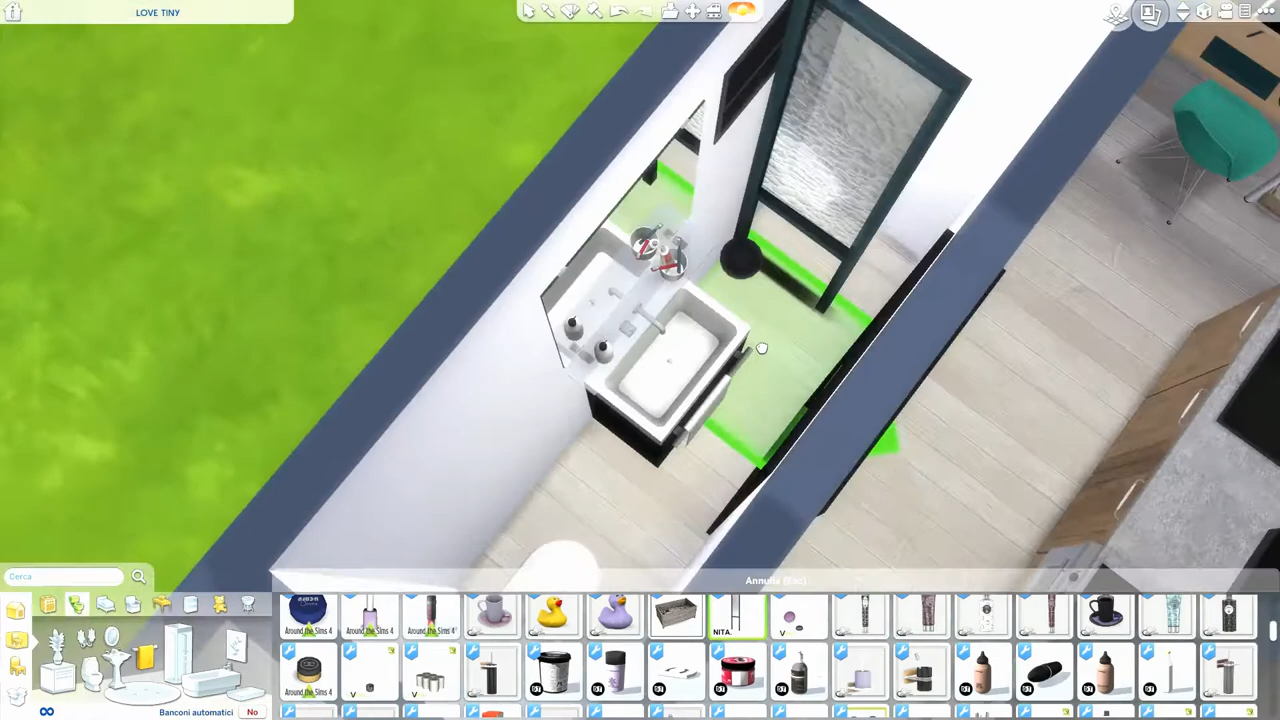 LOVE TINY
Annulla (Esc)
Cerca
Around the Sims 4
Around the Sims 4
Around the Sims 4
NITA.
V
Around the Sims 4
V
V
Banconi automatici No